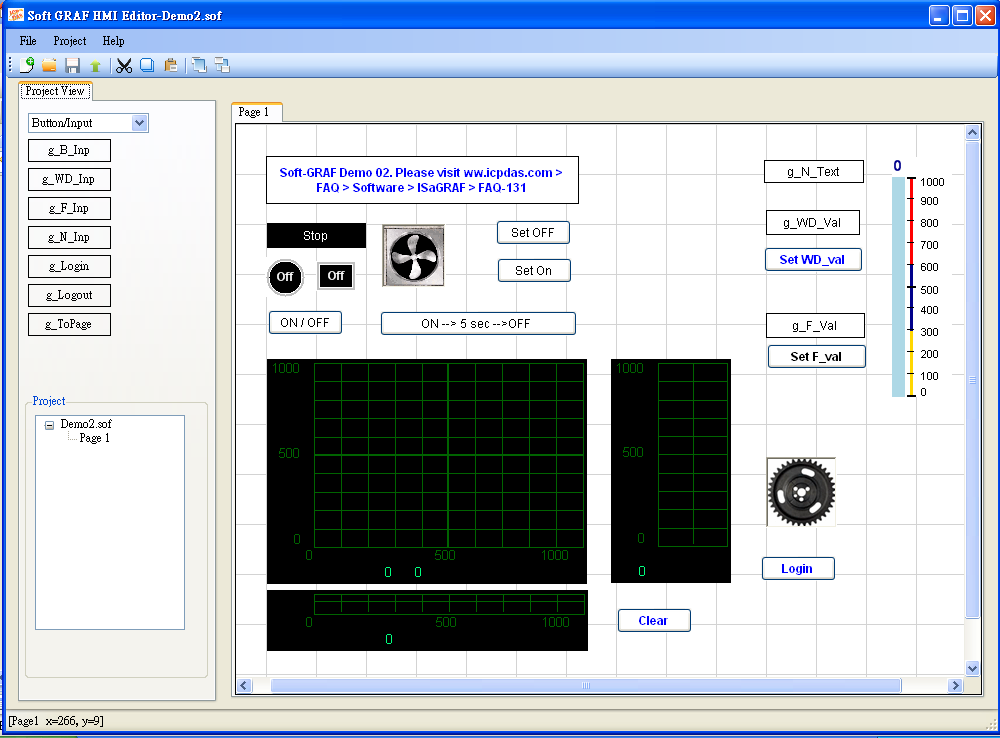 Soft GRAF HMI Editor-Demo2.sof
File Project Help
Project View
Button/Input
g_B_Inp
g_WD_Inp
g_F_Inp
g_N_Inp
g_Login
g_Logout
g_ToPage
Project
Demo2.sof
Page 1
Page 1
Soft-GRAF Demo 02. Please visit ww.icpdas.com >
FAQ > Software > ISaGRAF > FAQ-131
Stop
Off
Off
Set OFF
Set On
ON / OFF
ON --> 5 sec -->OFF
1000
500
0
0
500
1000
0
0
1000
500
0
0
0
500
1000
0
Clear
g_N_Text
g_WD_Val
Set WD_val
g_F_Val
Set F_val
Login
0
1000
900
800
700
600
500
400
300
200
100
0
[Page1 x=266, y=9]